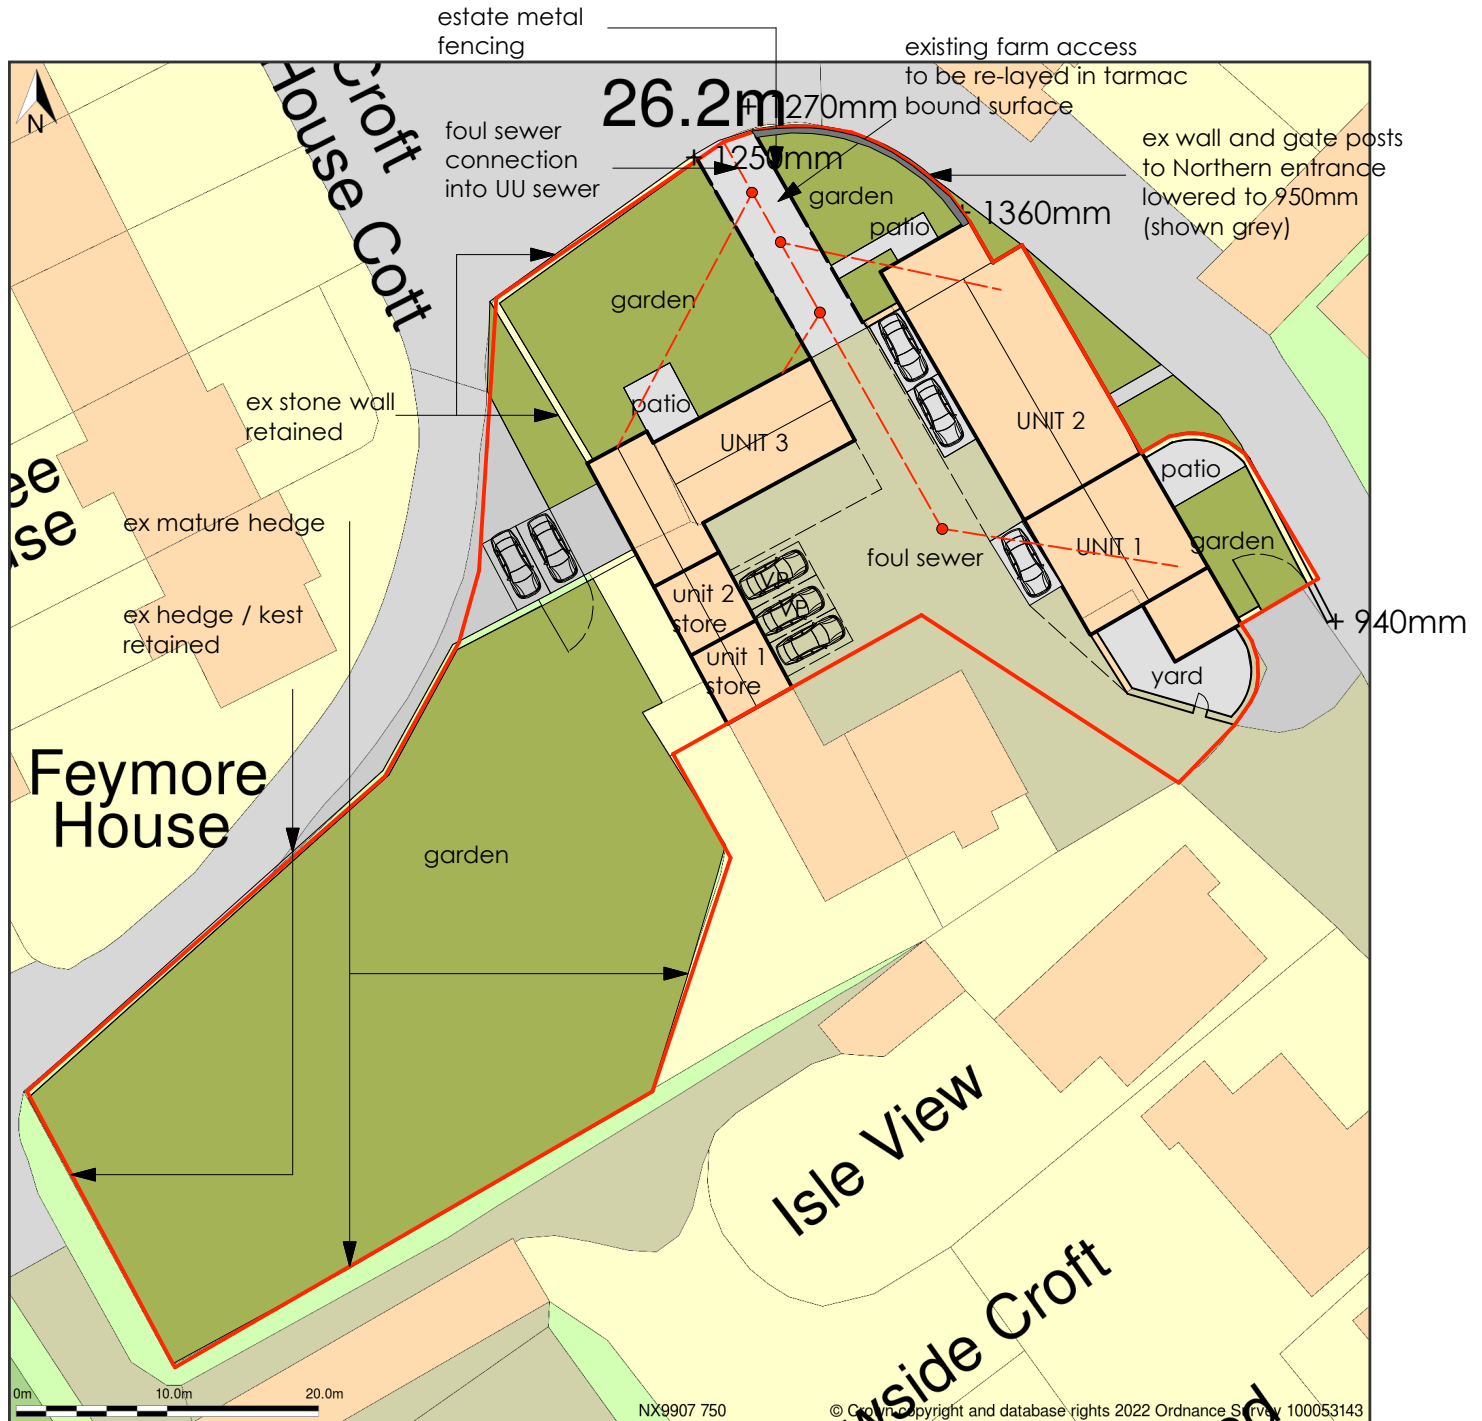 estate metal
fencing
existing farm access
to be re-layed in tarmac
bound surface
26.2m
+ 1270mm
foul sewer
connection
into UU sewer
+ 1250mm
ex wall and gate posts
to Northern entrance
lowered to 950mm
(shown grey)
N
Croft
House Cott
garden
patio
+ 1360mm
garden
ex stone wall
retained
patio
UNIT 3
UNIT 2
patio
ex mature hedge
garden
UNIT 1
foul sewer
VP
VP
unit 2
store
ex hedge / kest
retained
+ 940mm
unit 1
store
yard
Feymore
House
garden
Isle View
Croft
0m
10.0m
20.0m
NX9907 750
© Crown copyright and database rights 2022 Ordnance Survey 100053143